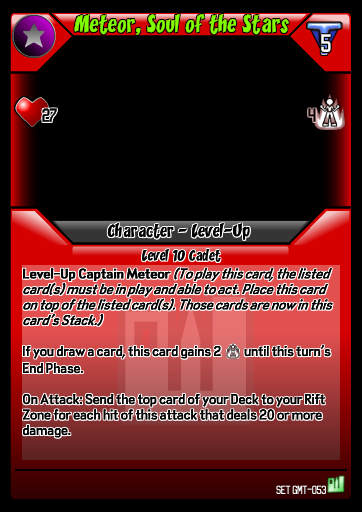 Meteor, Soul of the Stars
5
27
4
Character - Level-Up
Level 10 Cadet
Level-Up Captain Meteor (To play this card, the listed
card(s) must be in play and able to act. Place this card
on top of the listed card(s). Those cards are now in this
card's Stack.)
If you draw a card, this card gains 2 until this turn's
End Phase.
On Attack: Send the top card of your Deck to your Rift
Zone for each hit of this attack that deals 20 or more
damage.
SET GMT-053